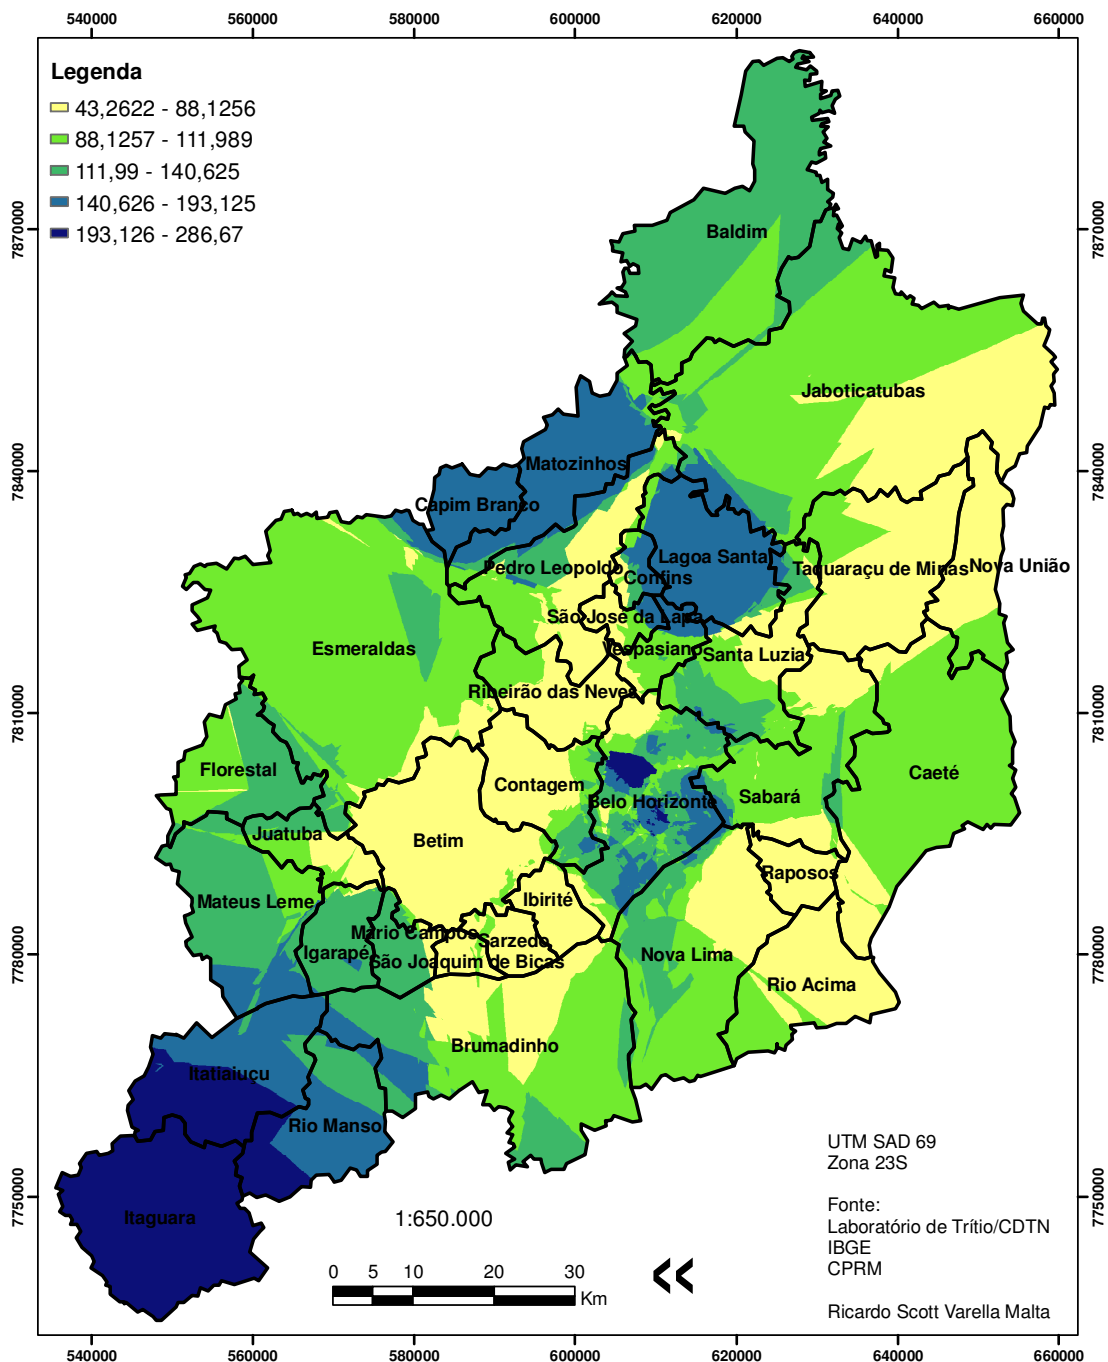 540000 560000 580000 600000 620000 640000 660000
Legenda
43,2622 - 88,1256
88,1257 - 111,989
111,99 - 140,625
140,626 - 193,125
193,126 - 286,67
7870000
7870000
Baldim
Jaboticatubas
7840000
7840000
Matozinhos
Capim Branco
Lagoa Santa
Pedro Leopoldo
Confins
Taquaraçu de Minas
Nova União
São José da Lapa
Esmeraldas
Vespasiano
Santa Luzia
Ribeirão das Neves
7810000
7810000
Florestal
Contagem
Caeté
Belo Horizonte
Sabará
Juatuba
Betim
Raposos
Mateus Leme
Ibirité
Mário Campos
Sarzedo
Igarapé
São Joaquim de Bicas
Nova Lima
7780000
7780000
Rio Acima
Brumadinho
Itatiaiuçu
Rio Manso
UTM SAD 69
Zona 23S
7750000
7750000
Itaguara
1:650.000
Fonte:
Laboratório de Trítio/CDTN
IBGE
CPRM
0 5 10 20 30
Km
<<
Ricardo Scott Varella Malta
540000 560000 580000 600000 620000 640000 660000